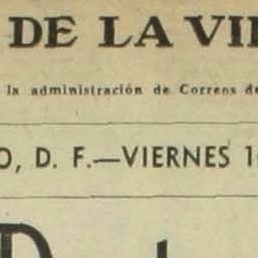 DE LA VI
la administración de Correos de
O, D. F.—VIERNES 1